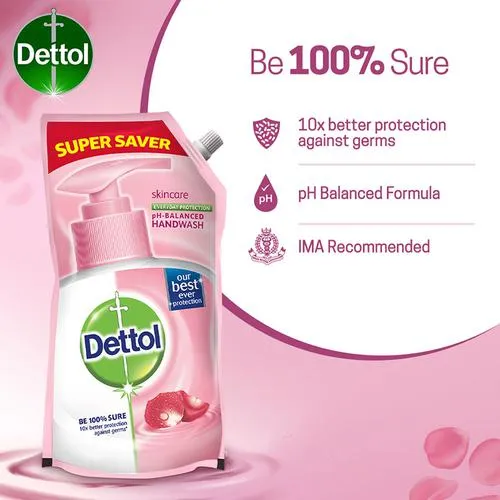 Dettol
Be 100% Sure
10x better protection
against germs
pH
pH Balanced Formula
IMA Recommended
SUPER SAVER
skincare
EVERYDAY PROTECTION
pH-BALANCED
HANDWASH
our
best
ever
+protection
Dettol
BE 100% SURE
10x better protection
against germs*